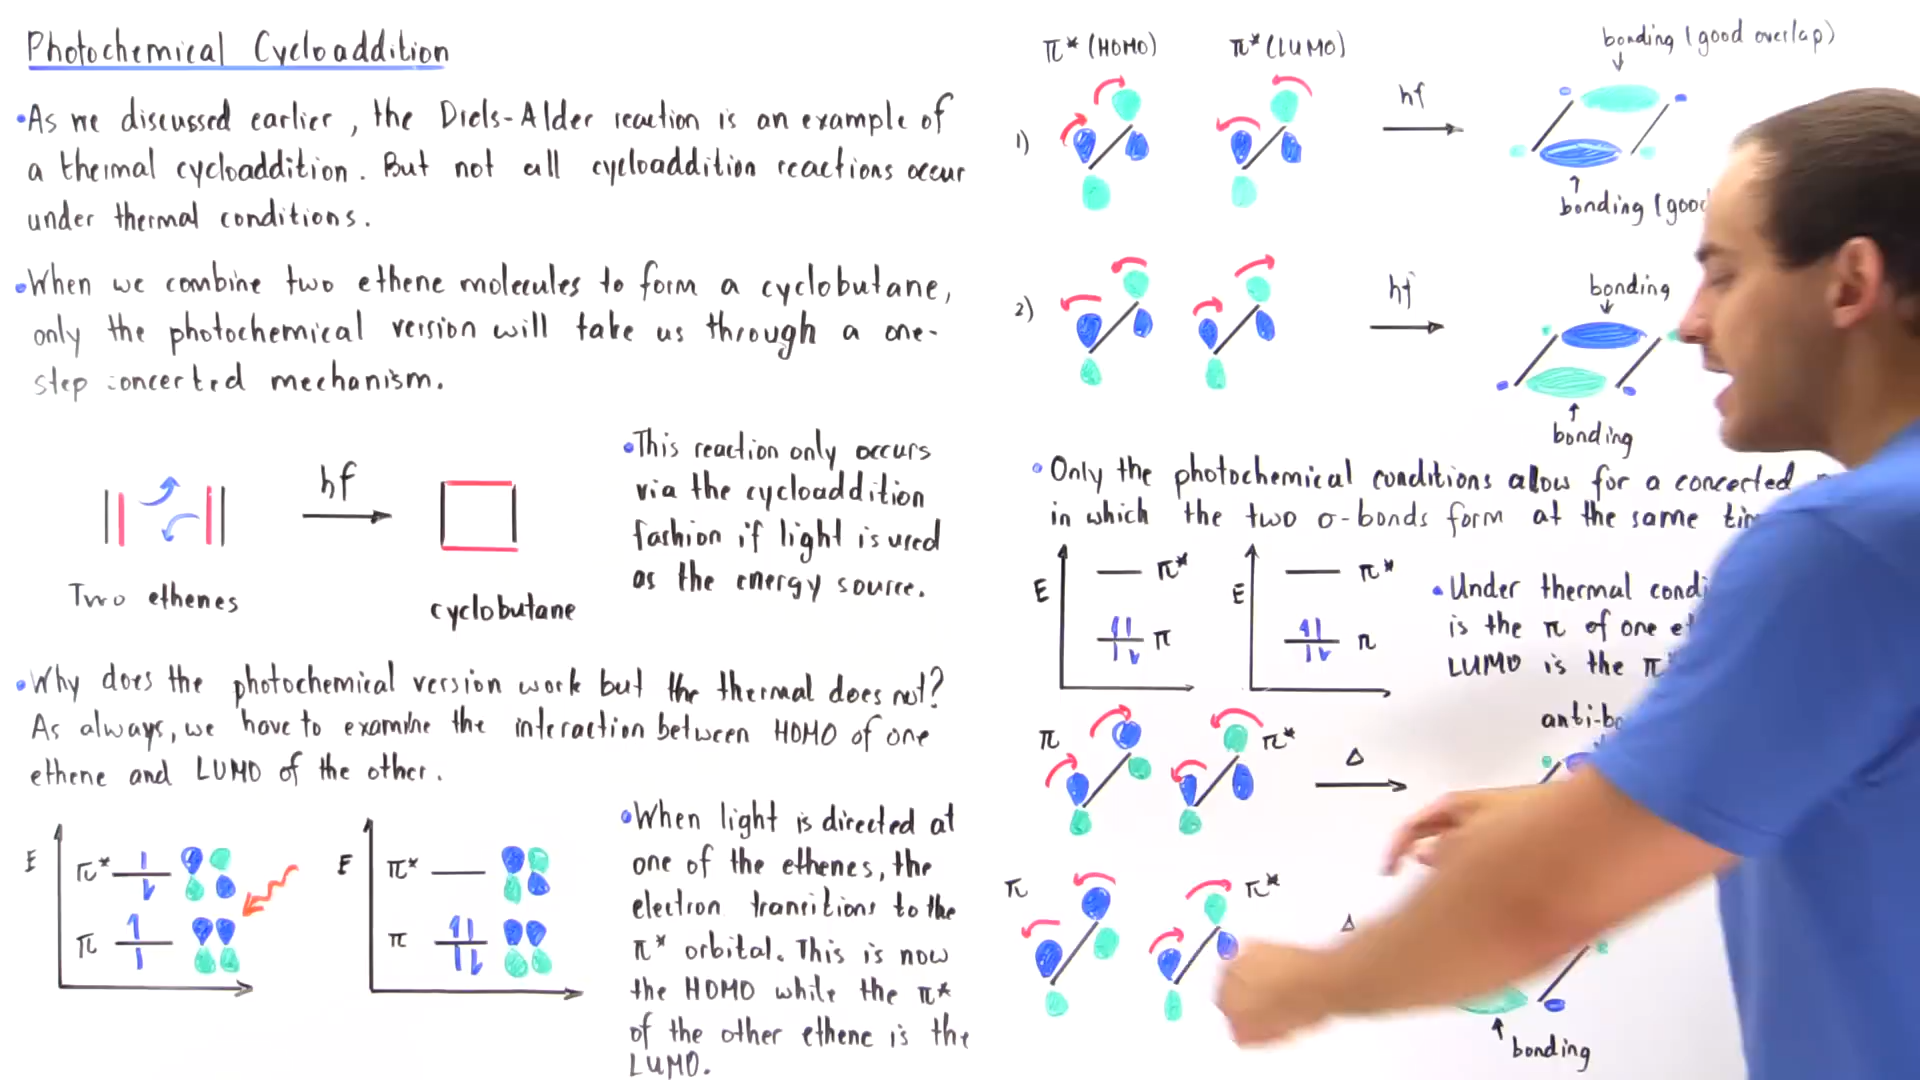 Photochemical Cycloaddition
•As we discussed earlier, the Diels-Alder reaction is an example of
a thermal cycloaddition. But not all cycloaddition reactions occur
under thermal conditions.
•When we combine two ethene molecules to form a cyclobutane,
only the photochemical version will take us through a one-
step concerted mechanism.
hf
Two ethenes
cyclobutane
•This reaction only occurs
via the cycloaddition
fashion if light is used
as the energy source.
•Why does the photochemical version work but the thermal does not?
As always, we have to examine the interaction between HOMO of one
ethene and LUMO of the other.
E
π*
π
E
π*
π
•When light is directed at
one of the ethenes, the
electron transitions to the
π* orbital. This is now
the HOMO while the π*
of the other ethene is the
LUMO.
π* (HOMO)
π* (LUMO)
bonding (good overlap)
1)
hf
bonding (good
2)
hf
bonding
bonding
•Only the photochemical conditions allow for a concerted
in which the two σ-bonds form at the same
E
π*
π
E
π*
π
•Under thermal
is the π of one
LUMO is the π
π
π*
Δ
π
π*
Δ
bonding